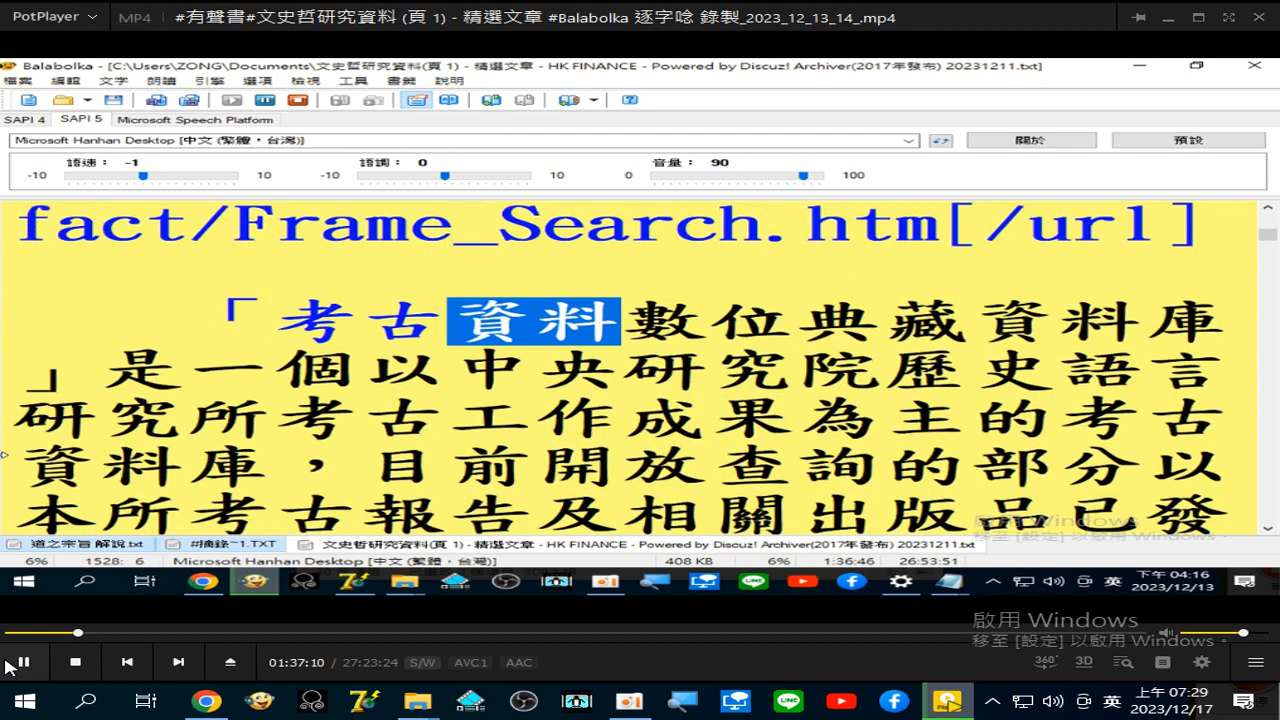 PotPlayer MP4 #有聲書#文史哲研究資料 (頁 1) - 精選文章 #Balabolka 逐字唸 錄製_2023_12_13_14_.mp4
Balabolka - [C:\Users\ZONG\Documents\文史哲研究資料(頁 1) - 精選文章 - HK FINANCE - Powered by Discuz! Archiver(2017年發布) 20231211.txt]
檔案 編輯 文字 朗讀 引擎 選項 檢視 工具 書籤 說明
SAPI 4 SAPI 5 Microsoft Speech Platform
Microsoft Hanhan Desktop [中文 (繁體，台灣)] 關於 預設
語速： -1 語調： 0 音量： 90
-10 10 -10 10 0 100
fact/Frame_Search.htm[/url]
「考古資料數位典藏資料庫
」是一個以中央研究院歷史語言
研究所考古工作成果為主的考古
資料庫，目前開放查詢的部分以
本所考古報告及相關出版品已發
啟用 Windows
移至 [設定] 以啟用 Windows。
道之宗旨 解說.txt #摘錄~1.TXT 文史哲研究資料(頁 1) - 精選文章 - HK FINANCE - Powered by Discuz! Archiver(2017年發布) 20231211.txt
6% 1528: 6 Microsoft Hanhan Desktop [中文 (繁體，台灣)] 408 KB 6% 1:36:46 26:53:51
英 下午 04:16
2023/12/13
啟用 Windows
移至 [設定] 以啟用 Windows。
01:37:10 / 27:23:24 S/W AVC1 AAC 360° 3D
英 上午 07:29
2023/12/17